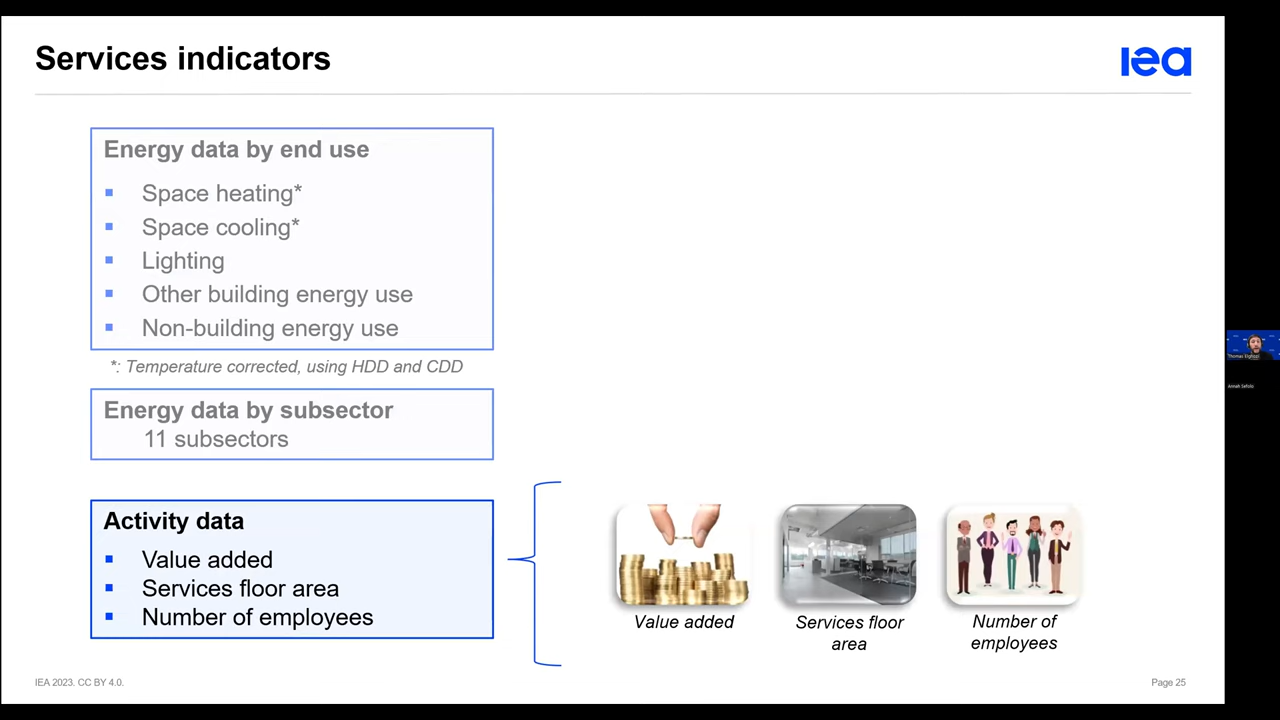 Services indicators
iea
Energy data by end use
Space heating*
Space cooling*
Lighting
Other building energy use
Non-building energy use
*: Temperature corrected, using HDD and CDD
Energy data by subsector
11 subsectors
Activity data
Value added
Services floor area
Number of employees
Value added
Services floor
area
Number of
employees
IEA 2023. CC BY 4.0.
Page 25